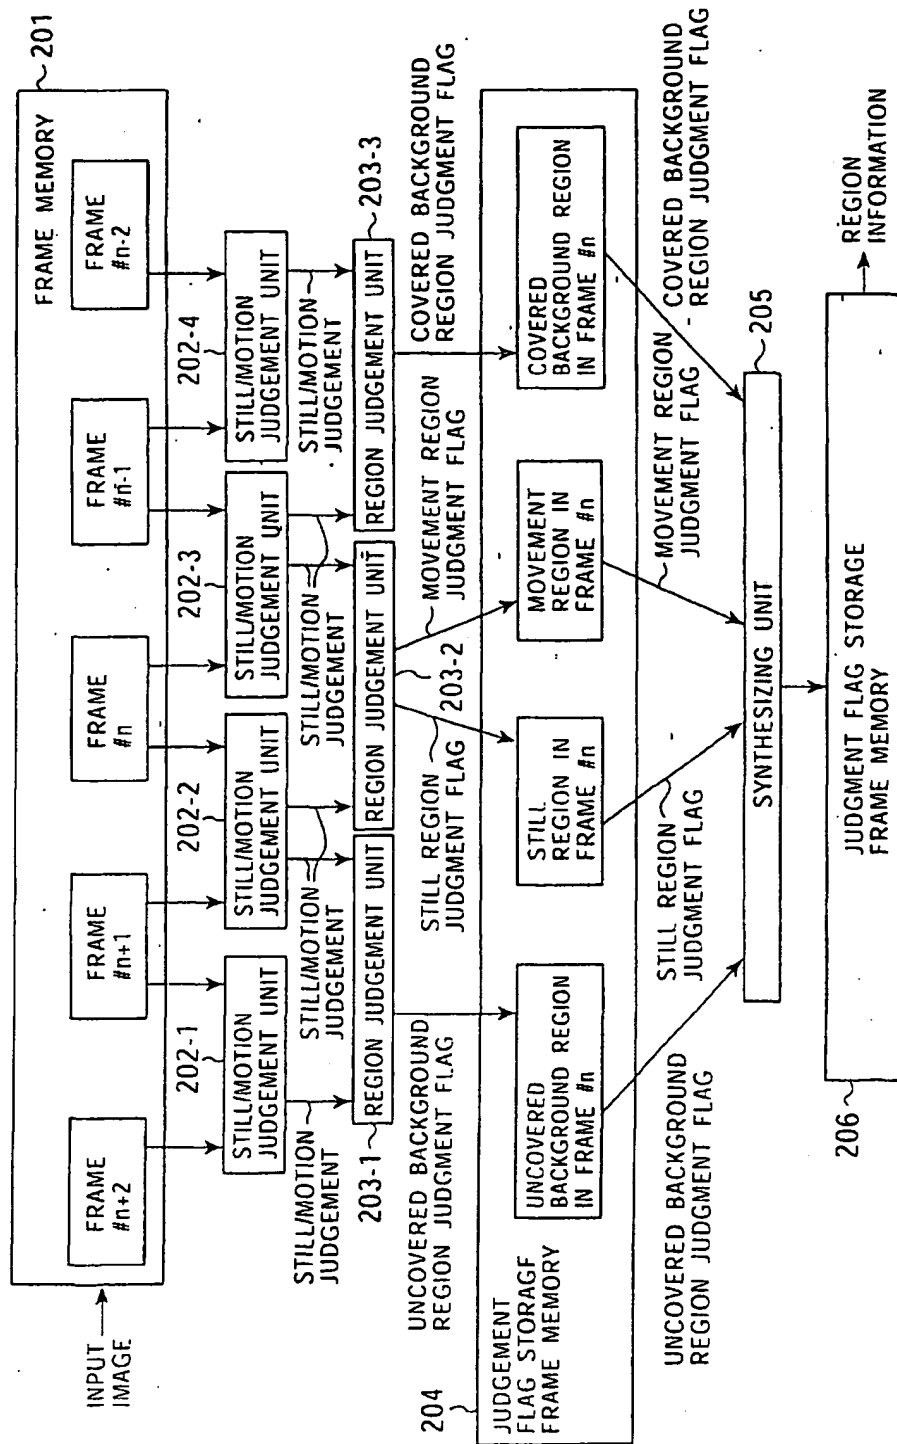 INPUT
IMAGE
FRAME MEMORY
201
FRAME
#n+2
FRAME
#n+1
FRAME
#n
FRAME
#n-1
FRAME
#n-2
202-1
202-2
202-3
202-4
STILL/MOTION
JUDGEMENT UNIT
STILL/MOTION
JUDGEMENT UNIT
STILL/MOTION
JUDGEMENT UNIT
STILL/MOTION
JUDGEMENT UNIT
STILL/MOTION
JUDGEMENT
STILL/MOTION
JUDGEMENT
STILL/MOTION
JUDGEMENT
STILL/MOTION
JUDGEMENT
203-1
REGION JUDGEMENT UNIT
REGION JUDGEMENT UNIT
REGION JUDGEMENT UNIT
203-3
203-2
UNCOVERED BACKGROUND
REGION JUDGMENT FLAG
STILL REGION
JUDGMENT FLAG
MOVEMENT REGION
JUDGMENT FLAG
COVERED BACKGROUND
REGION JUDGMENT FLAG
204
JUDGEMENT
FLAG STORAGF
FRAME MEMORY
UNCOVERED
BACKGROUND REGION
IN FRAME #n
STILL
REGION IN
FRAME #n
MOVEMENT
REGION IN
FRAME #n
COVERED
BACKGROUND REGION
IN FRAME #n
UNCOVERED BACKGROUND
REGION JUDGMENT FLAG
STILL REGION
JUDGMENT FLAG
MOVEMENT REGION
JUDGMENT FLAG
COVERED BACKGROUND
REGION JUDGMENT FLAG
SYNTHESIZING UNIT
205
206
JUDGMENT FLAG STORAGE
FRAME MEMORY
REGION
INFORMATION